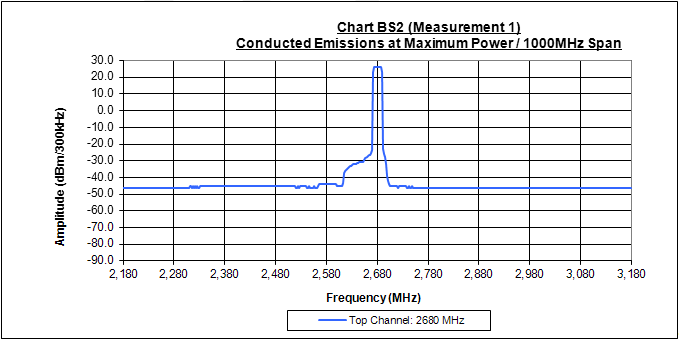 Chart BS2 (Measurement 1)
Conducted Emissions at Maximum Power / 1000MHz Span
Amplitude (dBm/300kHz)
30.0
20.0
10.0
0.0
-10.0
-20.0
-30.0
-40.0
-50.0
-60.0
-70.0
-80.0
-90.0
2,180 2,280 2,380 2,480 2,580 2,680 2,780 2,880 2,980 3,080 3,180
Frequency (MHz)
Top Channel: 2680 MHz